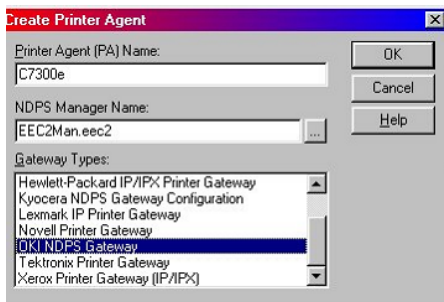 Create Printer Agent
Printer Agent (PA) Name:
OK
C7300e
Cancel
NDPS Manager Name:
Help
EEC2Man.eec2
...
Gateway Types:
Hewlett-Packard IP/IPX Printer Gateway
Kyocera NDPS Gateway Configuration
Lexmark IP Printer Gateway
Novell Printer Gateway
OKI NDPS Gateway
Tektronix Printer Gateway
Xerox Printer Gateway (IP/IPX)